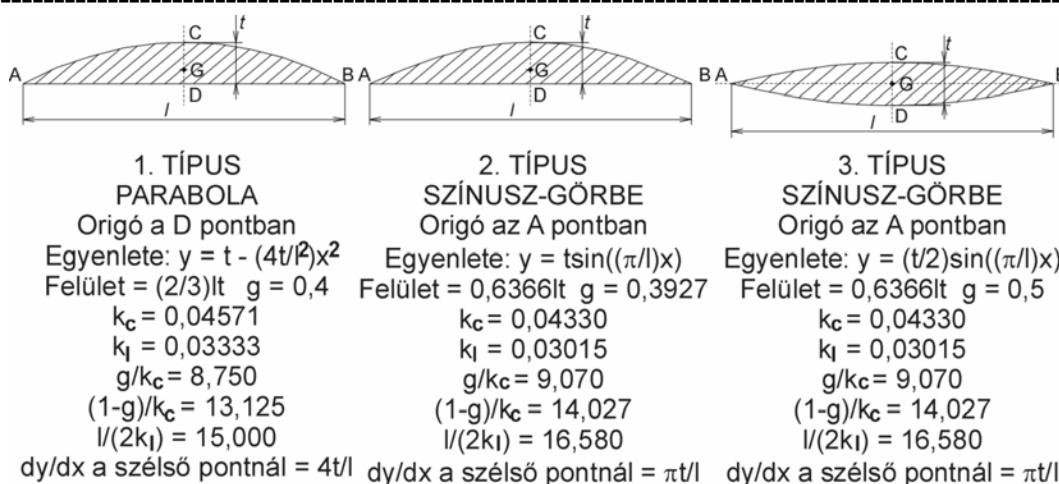 C t C t
C t
A G B A G B A G B
D D D
l l l
1. TÍPUS
PARABOLA
Origó a D pontban
Egyenlete: y = t - (4t/l²)x²
Felület = (2/3)lt g = 0,4
kc = 0,04571
kl = 0,03333
g/kc = 8,750
(1-g)/kc = 13,125
l/(2kl) = 15,000
dy/dx a szélső pontnál = 4t/l
2. TÍPUS
SZÍNUSZ-GÖRBE
Origó az A pontban
Egyenlete: y = tsin((π/l)x)
Felület = 0,6366lt g = 0,3927
kc = 0,04330
kl = 0,03015
g/kc = 9,070
(1-g)/kc = 14,027
l/(2kl) = 16,580
dy/dx a szélső pontnál = πt/l
3. TÍPUS
SZÍNUSZ-GÖRBE
Origó az A pontban
Egyenlete: y = (t/2)sin((π/l)x)
Felület = 0,6366lt g = 0,5
kc = 0,04330
kl = 0,03015
g/kc = 9,070
(1-g)/kc = 14,027
l/(2kl) = 16,580
dy/dx a szélső pontnál = πt/l